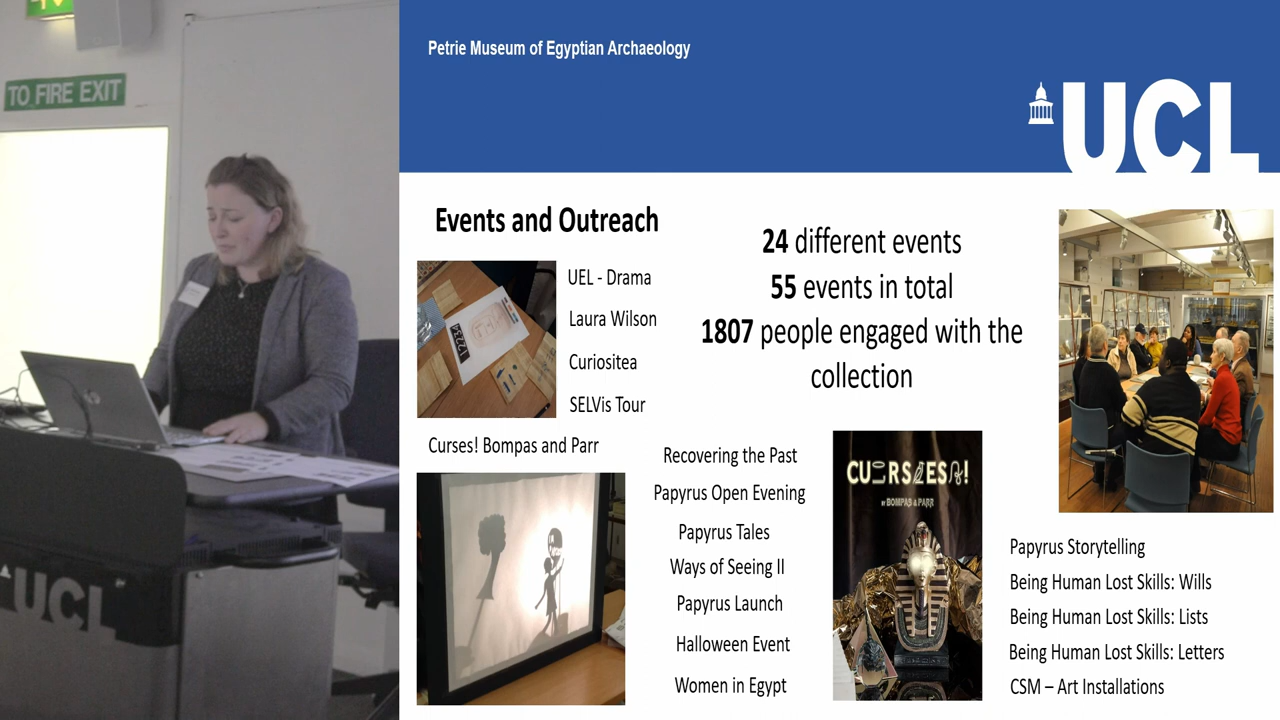 TO FIRE EXIT
UCL
Petrie Museum of Egyptian Archaeology
UCL
Events and Outreach
UEL - Drama
Laura Wilson
Curiositea
SELVis Tour
Curses! Bompas and Parr
24 different events
55 events in total
1807 people engaged with the
collection
Recovering the Past
Papyrus Open Evening
Papyrus Tales
Ways of Seeing II
Papyrus Launch
Halloween Event
Women in Egypt
BY BOMPAS & PARR
Papyrus Storytelling
Being Human Lost Skills: Wills
Being Human Lost Skills: Lists
Being Human Lost Skills: Letters
CSM – Art Installations